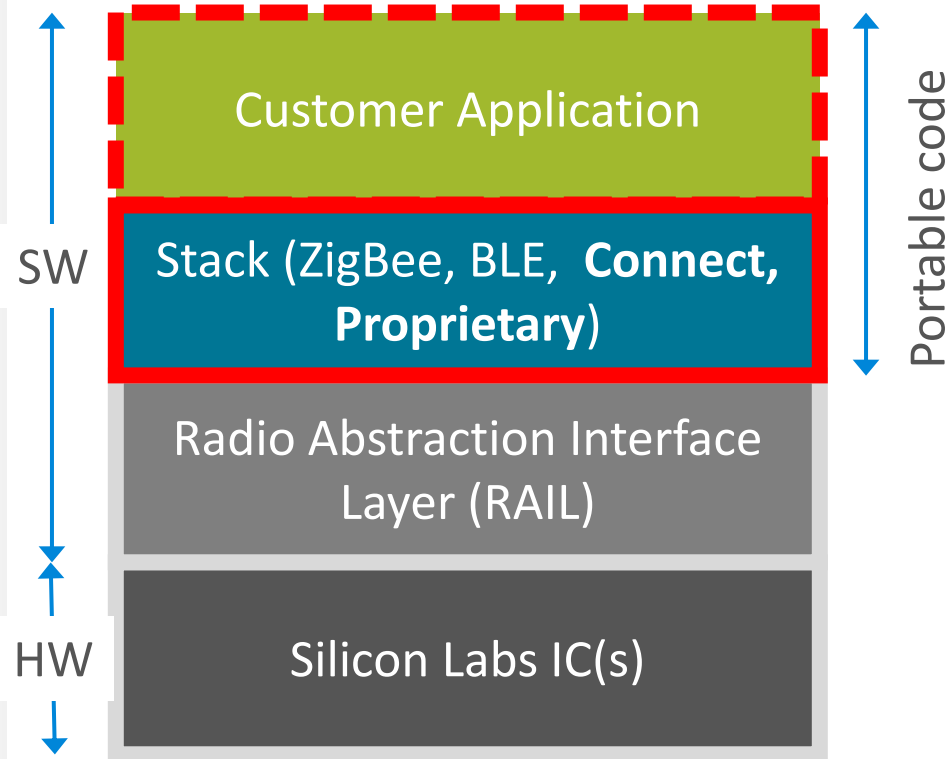 Customer Application
Stack (ZigBee, BLE, Connect,
Proprietary)
Radio Abstraction Interface
Layer (RAIL)
Silicon Labs IC(s)
SW
HW
Portable code